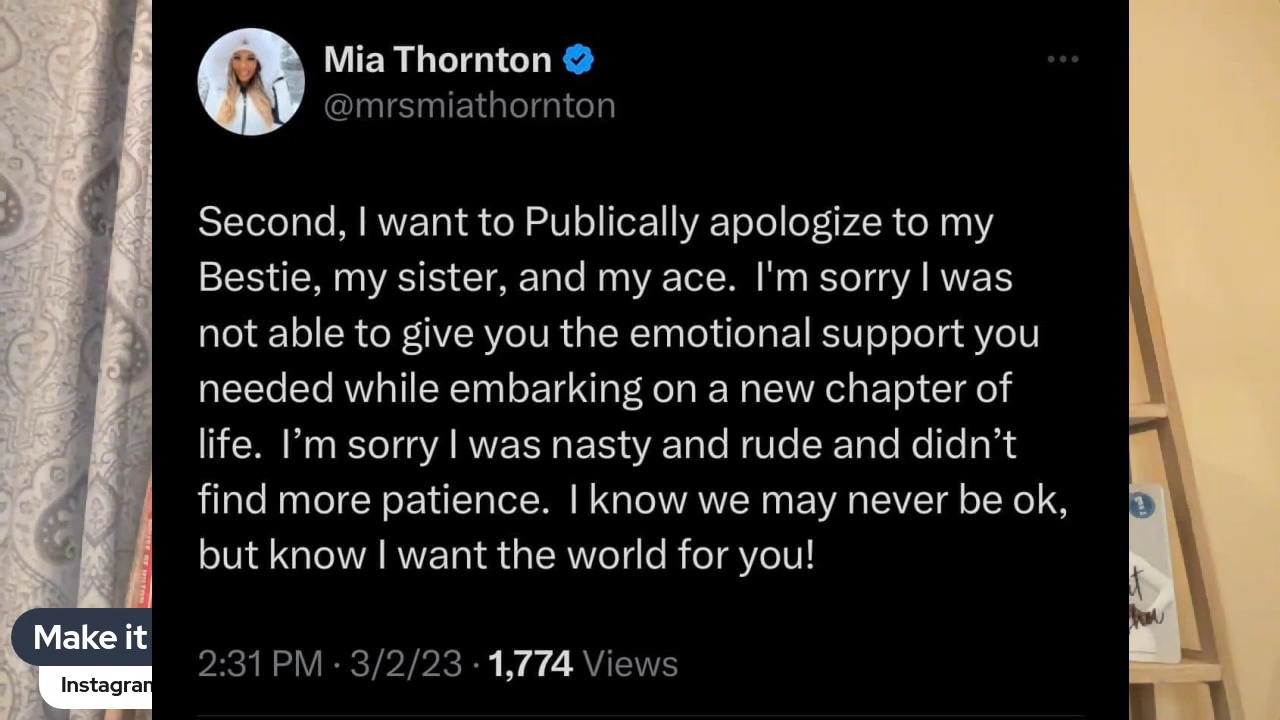 Mia Thornton
@mrsmiathornton
Second, I want to Publically apologize to my
Bestie, my sister, and my ace.  I'm sorry I was
not able to give you the emotional support you
needed while embarking on a new chapter of
life.  I’m sorry I was nasty and rude and didn’t
find more patience.  I know we may never be ok,
but know I want the world for you!
2:31 PM · 3/2/23 · 1,774 Views
Make it
Instagram